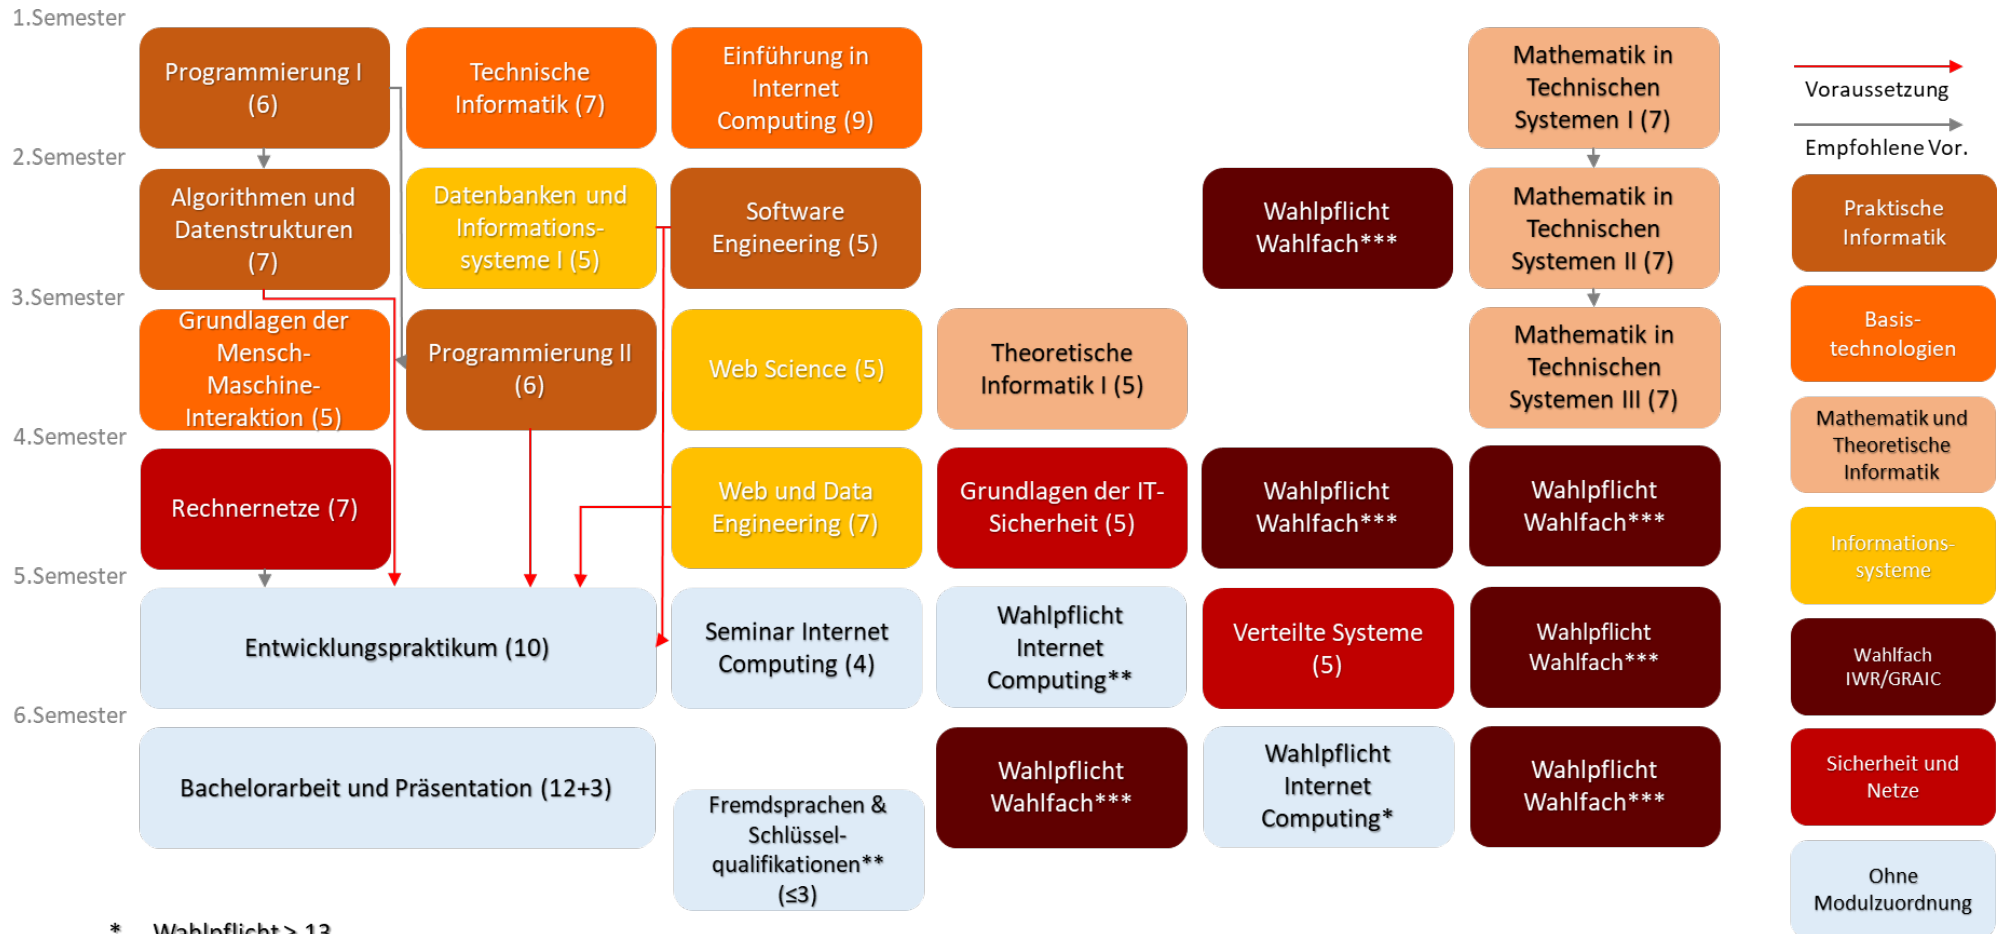 1.Semester
Programmierung I
(6)
Technische
Informatik (7)
Einführung in
Internet
Computing (9)
Mathematik in
Technischen
Systemen I (7)
2.Semester
Algorithmen und
Datenstrukturen
(7)
Datenbanken und
Informations-
systeme I (5)
Software
Engineering (5)
Wahlpflicht
Wahlfach***
Mathematik in
Technischen
Systemen II (7)
3.Semester
Grundlagen der
Mensch-
Maschine-
Interaktion (5)
Programmierung II
(6)
Web Science (5)
Theoretische
Informatik I (5)
Mathematik in
Technischen
Systemen III (7)
4.Semester
Rechnernetze (7)
Web und Data
Engineering (7)
Grundlagen der IT-
Sicherheit (5)
Wahlpflicht
Wahlfach***
Wahlpflicht
Wahlfach***
5.Semester
Entwicklungspraktikum (10)
Seminar Internet
Computing (4)
Wahlpflicht
Internet
Computing**
Verteilte Systeme
(5)
Wahlpflicht
Wahlfach***
6.Semester
Bachelorarbeit und Präsentation (12+3)
Fremdsprachen &
Schlüssel-
qualifikationen**
(≤3)
Wahlpflicht
Wahlfach***
Wahlpflicht
Internet
Computing*
Wahlpflicht
Wahlfach***
Voraussetzung
Empfohlene Vor.
Praktische
Informatik
Basis-
technologien
Mathematik und
Theoretische
Informatik
Informations-
systeme
Wahlfach
IWR/GRAIC
Sicherheit und
Netze
Ohne
Modulzuordnung
* Wahlpflicht